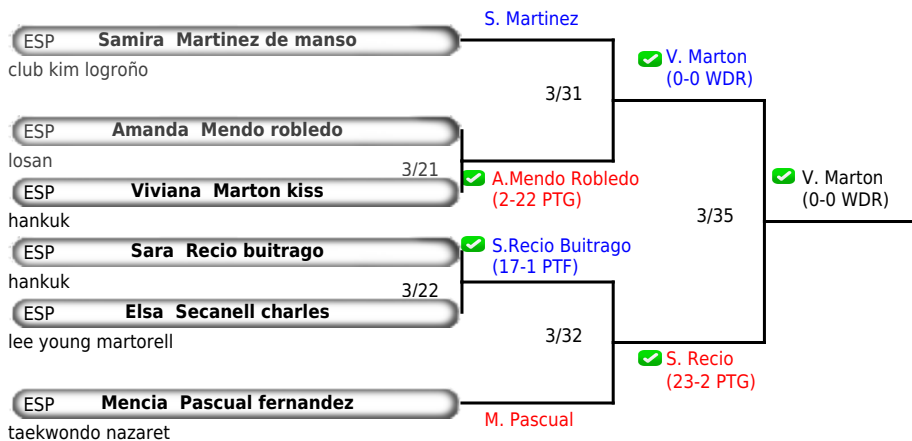 S. Martinez
ESP Samira Martinez de manso
club kim logroño
V. Marton
(0-0 WDR)
3/31
ESP Amanda Mendo robledo
losan
3/21
A.Mendo Robledo
(2-22 PTG)
ESP Viviana Marton kiss
hankuk
V. Marton
(0-0 WDR)
3/35
ESP Sara Recio buitrago
hankuk
S.Recio Buitrago
(17-1 PTF)
3/22
ESP Elsa Secanell charles
lee young martorell
3/32
S. Recio
(23-2 PTG)
ESP Mencia Pascual fernandez
taekwondo nazaret
M. Pascual